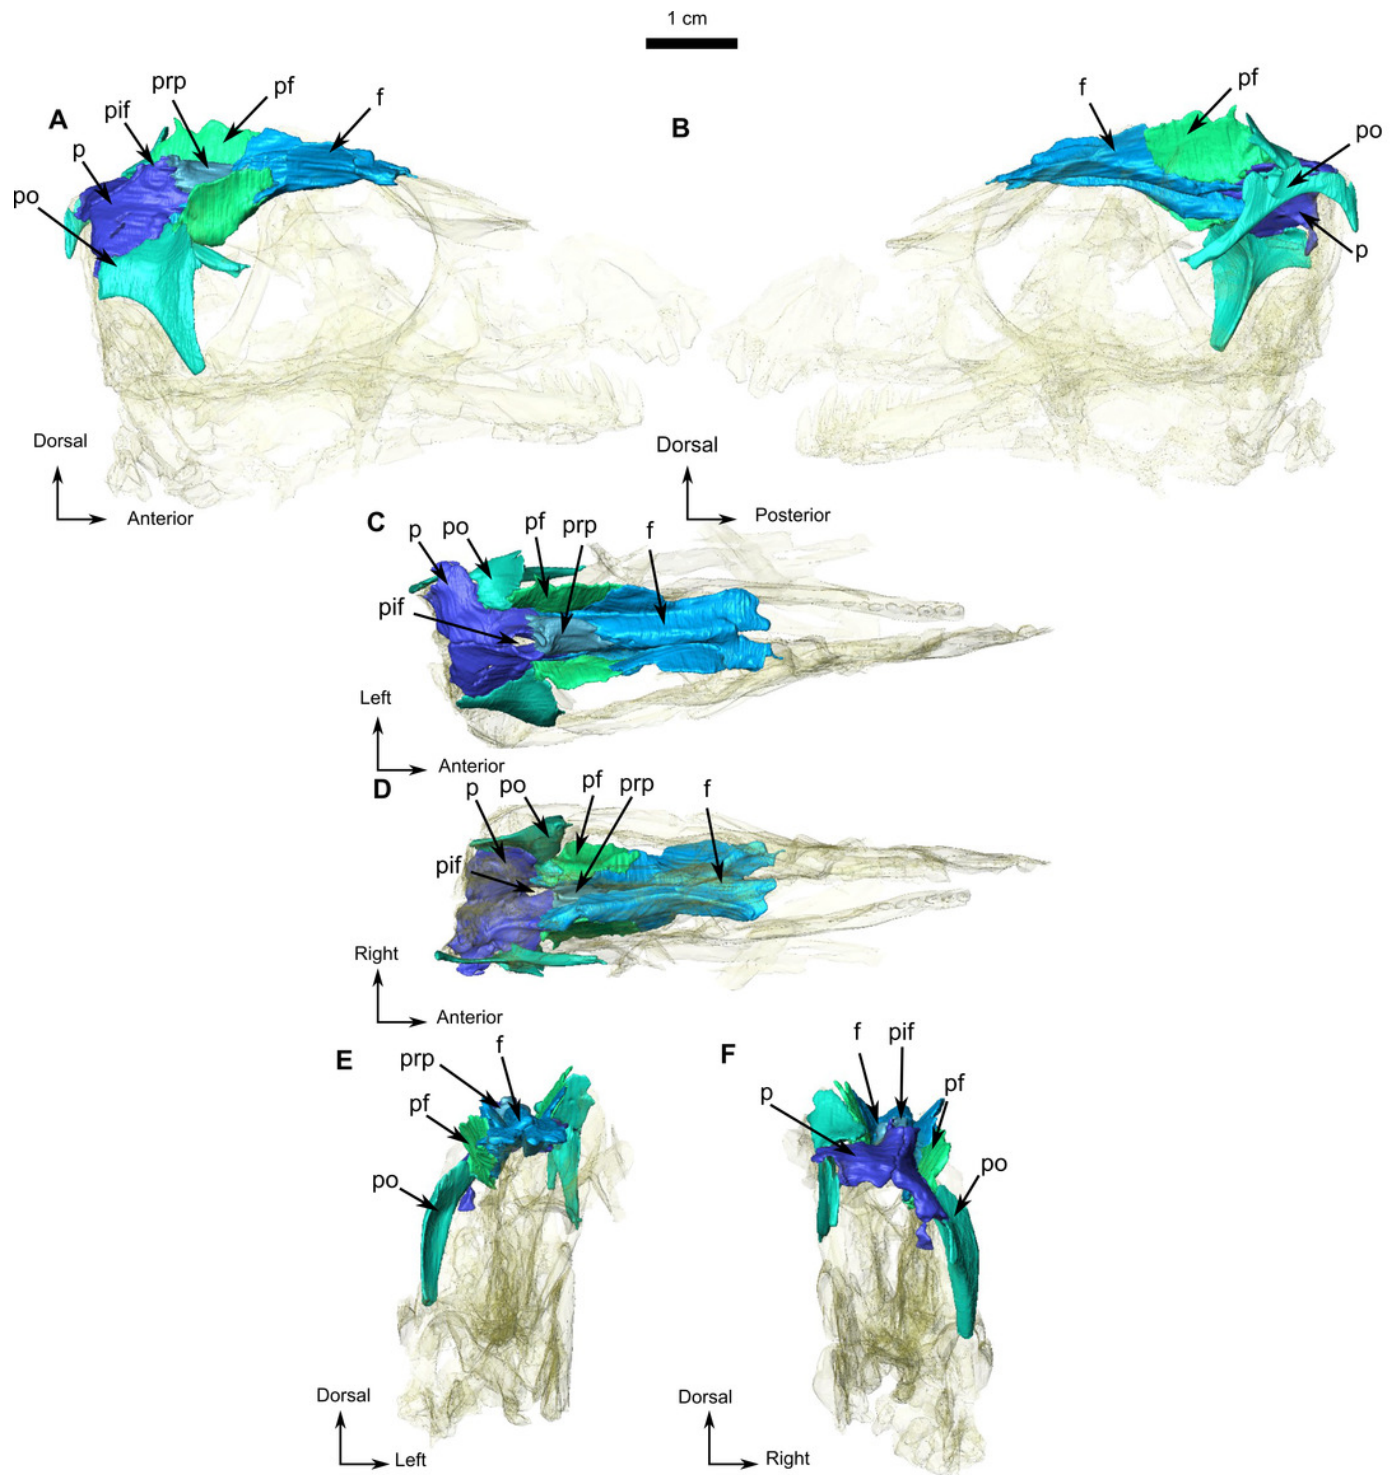 1 cm
A
prp
pf
f
pif
p
po
B
f
pf
po
p
Dorsal
Anterior
Dorsal
Posterior
C
p
po
pf
prp
f
pif
Left
Anterior
D
p
po
pf
prp
f
pif
Right
Anterior
E
f
prp
pf
po
F
f
pif
pf
p
po
Dorsal
Left
Dorsal
Right